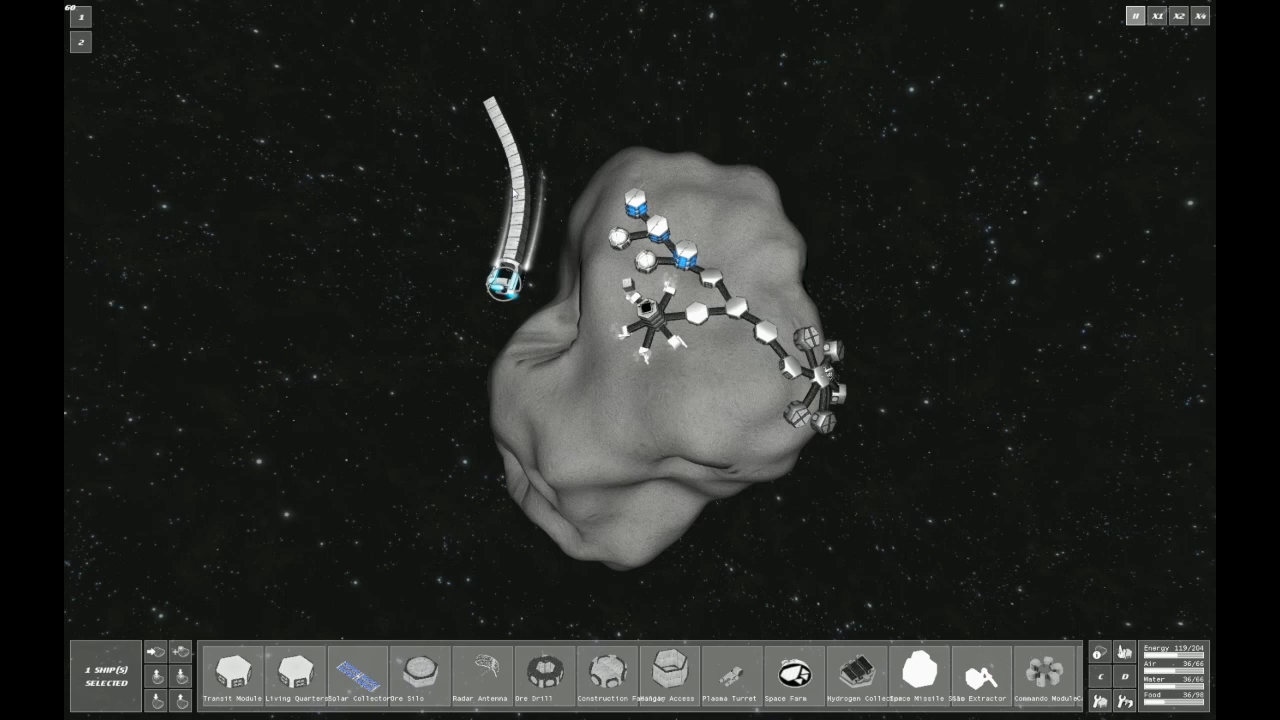 60
1
2
II X1 X2 X4
1 SHIP(S)
SELECTED
Transit Module
Living Quarters
Solar Collector
Ore Silo
Radar Antenna
Ore Drill
Construction Fa
Hangar Access
Plasma Turret
Space Farm
Hydrogen Collec
Space Missile S
Extractor
Commando Module
C D
Energy 119/204
Air 36/66
Water 36/66
Food 36/98